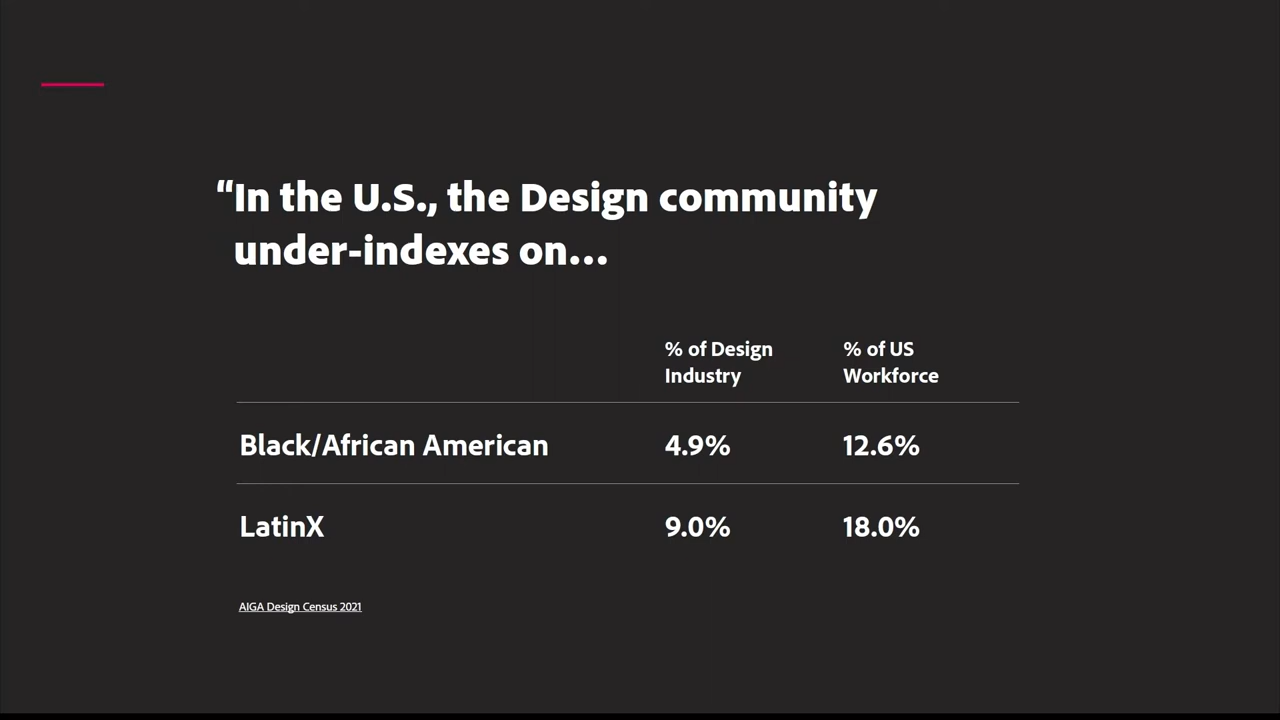 “In the U.S., the Design community
under-indexes on...
% of Design
Industry
% of US
Workforce
Black/African American 4.9% 12.6%
LatinX 9.0% 18.0%
AIGA Design Census 2021